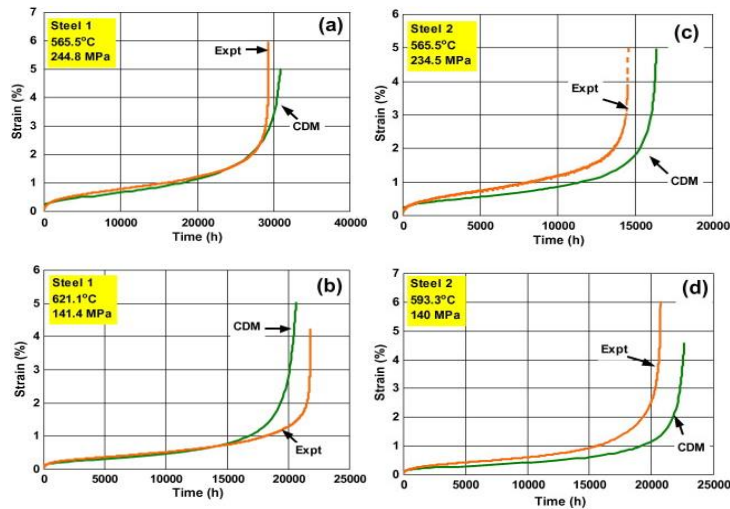 (a)
Steel 1
565.5°C
244.8 MPa
Expt
CDM
Strain (%)
6
5
4
3
2
1
0
0 10000 20000 30000 40000
Time (h)
(c)
Steel 2
565.5°C
234.5 MPa
Expt
CDM
Strain (%)
6
5
4
3
2
1
0
0 5000 10000 15000 20000
Time (h)
(b)
Steel 1
621.1°C
141.4 MPa
CDM
Expt
Strain (%)
6
5
4
3
2
1
0
0 5000 10000 15000 20000 25000
Time (h)
(d)
Steel 2
593.3°C
140 MPa
Expt
CDM
Strain (%)
7
6
5
4
3
2
1
0
0 5000 10000 15000 20000 25000
Time (h)